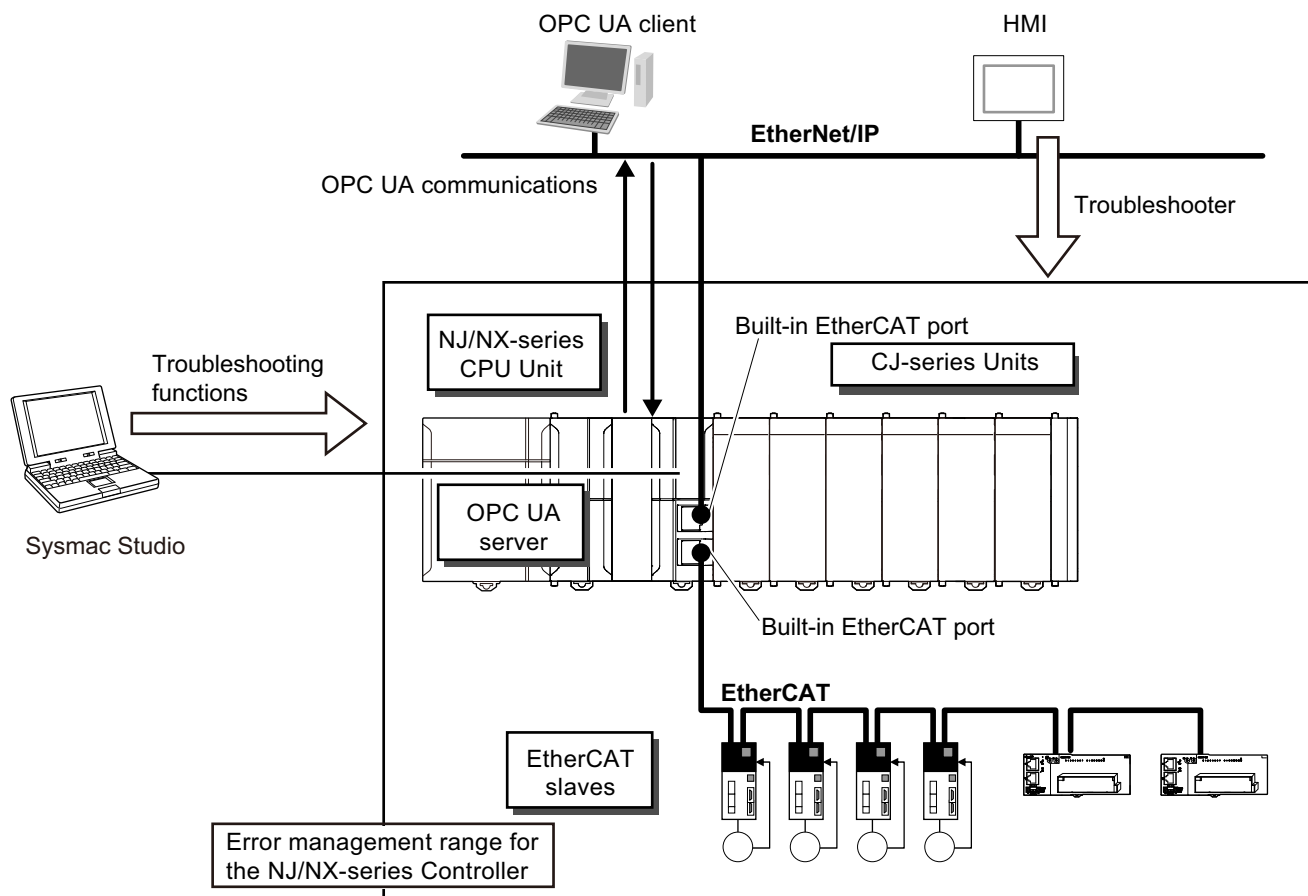 OPC UA client
HMI
EtherNet/IP
OPC UA communications
Troubleshooter
NJ/NX-series
CPU Unit
Built-in EtherCAT port
CJ-series Units
Troubleshooting
functions
OPC UA
server
Sysmac Studio
Built-in EtherCAT port
EtherCAT
EtherCAT
slaves
Error management range for
the NJ/NX-series Controller